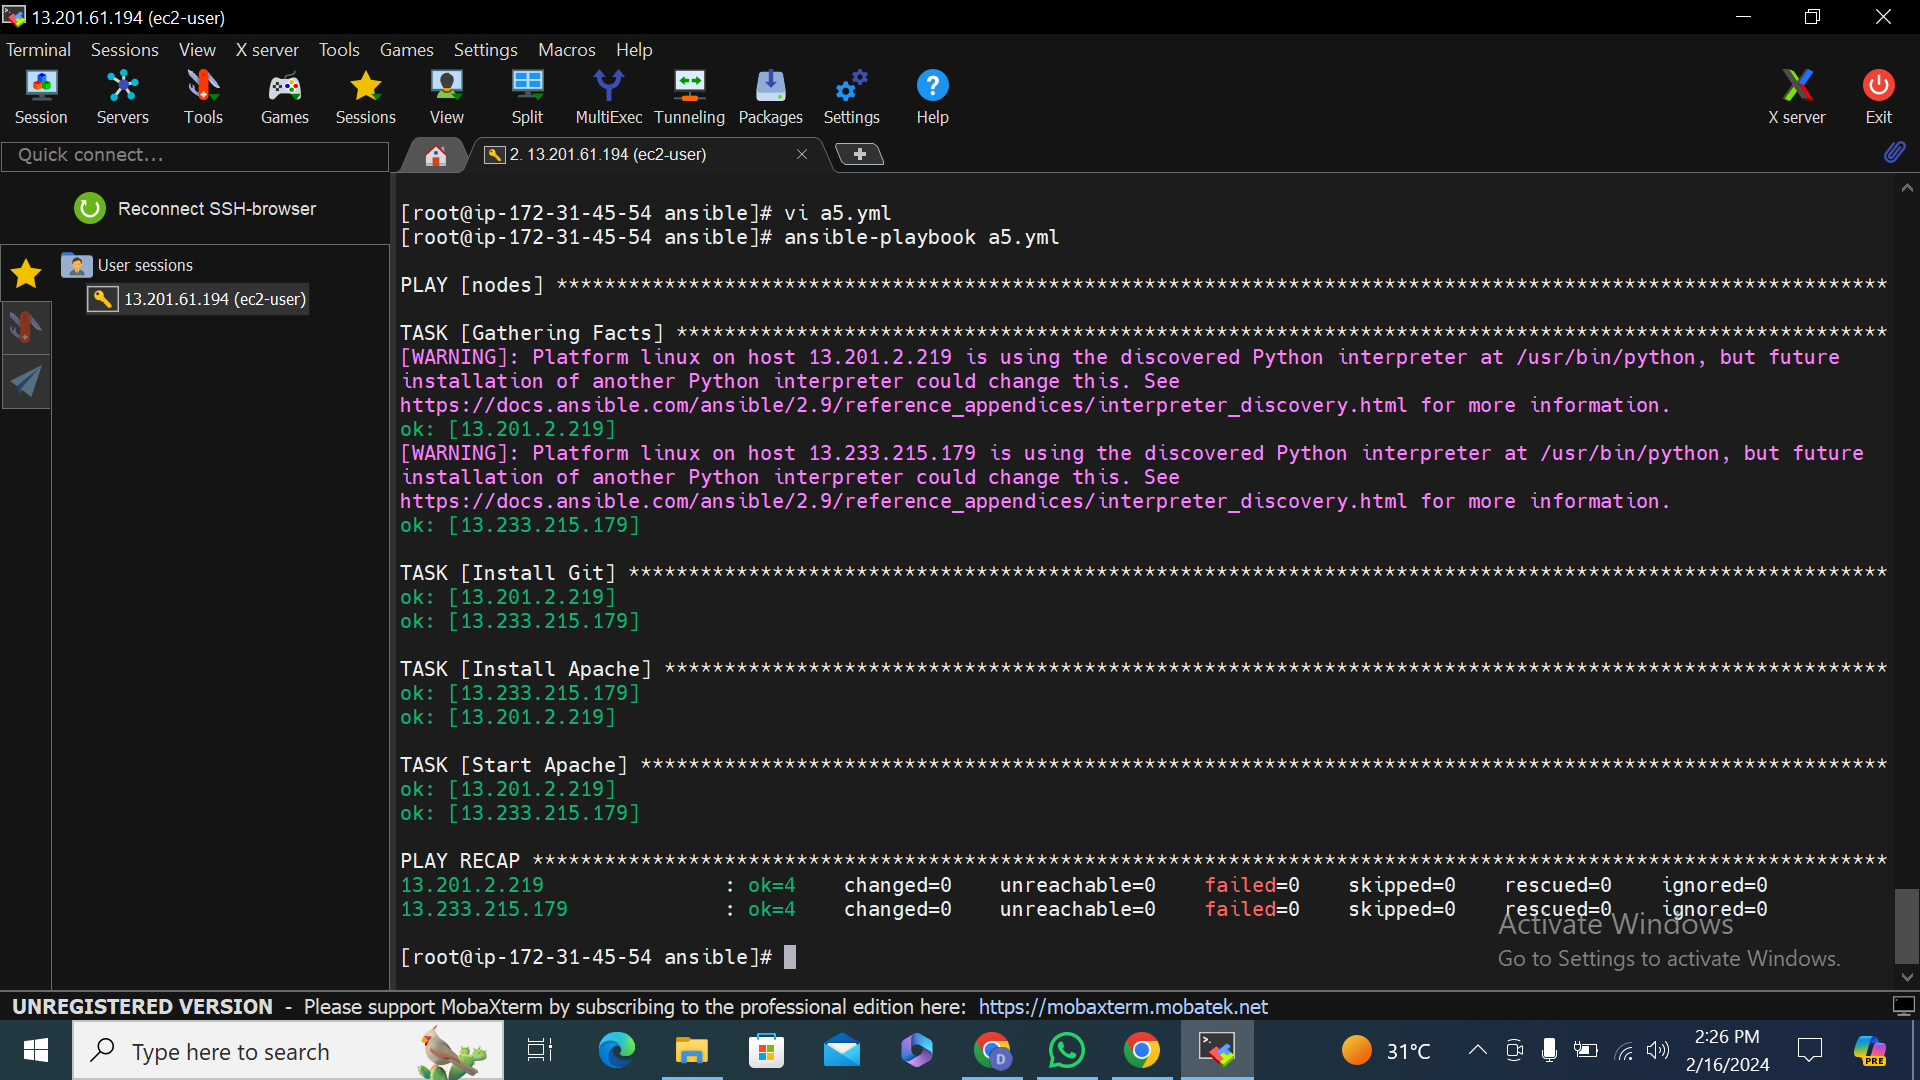 13.201.61.194 (ec2-user)
Terminal Sessions View X server Tools Games Settings Macros Help
Session Servers Tools Games Sessions View Split MultiExec Tunneling Packages Settings Help X server Exit
Quick connect...
2. 13.201.61.194 (ec2-user)
Reconnect SSH-browser
User sessions
13.201.61.194 (ec2-user)
[root@ip-172-31-45-54 ansible]# vi a5.yml
[root@ip-172-31-45-54 ansible]# ansible-playbook a5.yml
PLAY [nodes] ***************************************************************************************************************
TASK [Gathering Facts] *****************************************************************************************************
[WARNING]: Platform linux on host 13.201.2.219 is using the discovered Python interpreter at /usr/bin/python, but future
installation of another Python interpreter could change this. See
https://docs.ansible.com/ansible/2.9/reference_appendices/interpreter_discovery.html for more information.
ok: [13.201.2.219]
[WARNING]: Platform linux on host 13.233.215.179 is using the discovered Python interpreter at /usr/bin/python, but future
installation of another Python interpreter could change this. See
https://docs.ansible.com/ansible/2.9/reference_appendices/interpreter_discovery.html for more information.
ok: [13.233.215.179]
TASK [Install Git] *********************************************************************************************************
ok: [13.201.2.219]
ok: [13.233.215.179]
TASK [Install Apache] ******************************************************************************************************
ok: [13.233.215.179]
ok: [13.201.2.219]
TASK [Start Apache] ********************************************************************************************************
ok: [13.201.2.219]
ok: [13.233.215.179]
PLAY RECAP *****************************************************************************************************************
13.201.2.219 : ok=4 changed=0 unreachable=0 failed=0 skipped=0 rescued=0 ignored=0
13.233.215.179 : ok=4 changed=0 unreachable=0 failed=0 skipped=0 rescued=0 ignored=0
[root@ip-172-31-45-54 ansible]#
Activate Windows
Go to Settings to activate Windows.
UNREGISTERED VERSION - Please support MobaXterm by subscribing to the professional edition here: https://mobaxterm.mobatek.net
Type here to search
D
31°C
PRE
2:26 PM
2/16/2024